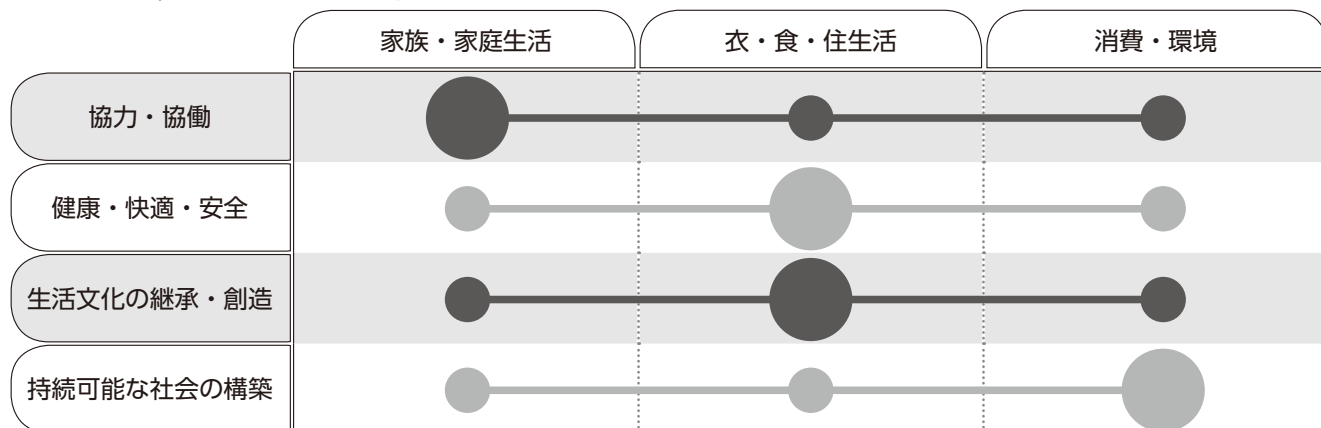 家族・家庭生活
衣・食・住生活
消費・環境
協力・協働
健康・快適・安全
生活文化の継承・創造
持続可能な社会の構築